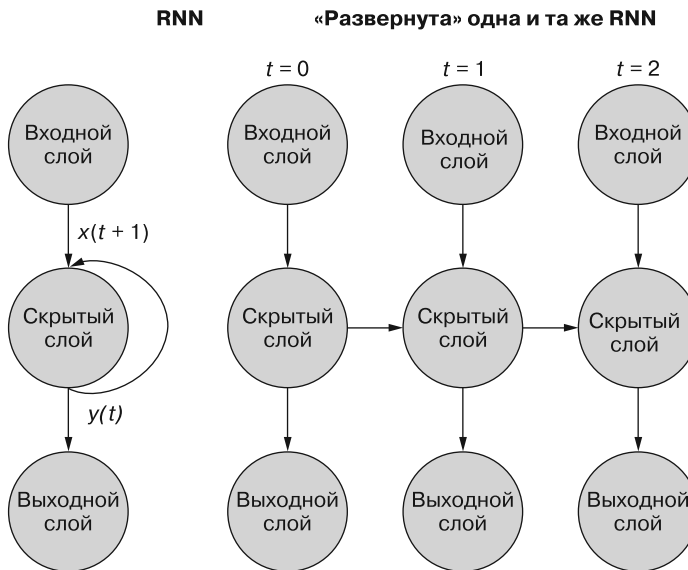 RNN
«Развернута» одна и та же RNN
t = 0
t = 1
t = 2
Входной
слой
Входной
слой
Входной
слой
Входной
слой
x(t + 1)
Скрытый
слой
Скрытый
слой
Скрытый
слой
Скрытый
слой
y(t)
Выходной
слой
Выходной
слой
Выходной
слой
Выходной
слой